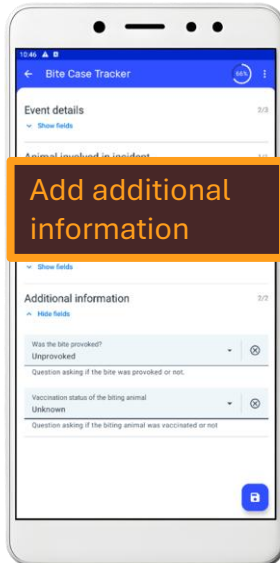 10:46
Bite Case Tracker
66%
Event details 2/3
Show fields
Animal involved in incident
Add additional
information
Show fields
Additional information 2/2
Hide fields
Was the bite provoked?
Unprovoked
Question asking if the bite was provoked or not.
Vaccination status of the biting animal
Unknown
Question asking if the biting animal was vaccinated or not